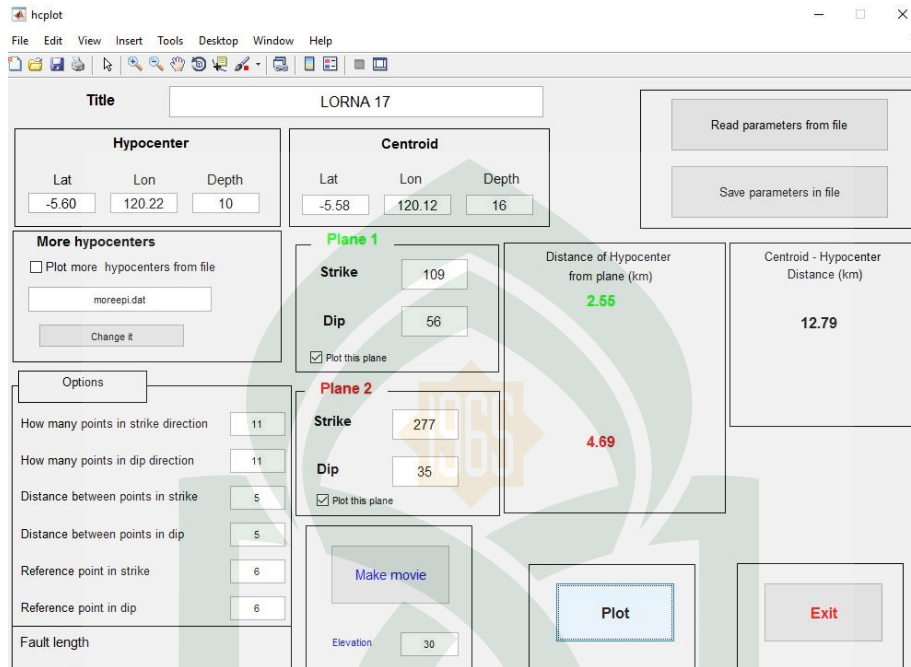 hcplot
File Edit View Insert Tools Desktop Window Help
Title
LORNA 17
Read parameters from file
Save parameters in file
Hypocenter
Lat Lon Depth
-5.60 120.22 10
Centroid
Lat Lon Depth
-5.58 120.12 16
More hypocenters
Plot more hypocenters from file
moreepi.dat
Change it
Plane 1
Strike 109
Dip 56
Plot this plane
Distance of Hypocenter
from plane (km)
2.55
4.69
Centroid - Hypocenter
Distance (km)
12.79
Options
How many points in strike direction 11
How many points in dip direction 11
Distance between points in strike 5
Distance between points in dip 5
Reference point in strike 6
Reference point in dip 6
Fault length
Plane 2
Strike 277
Dip 35
Plot this plane
1965
Make movie
Elevation 30
Plot
Exit